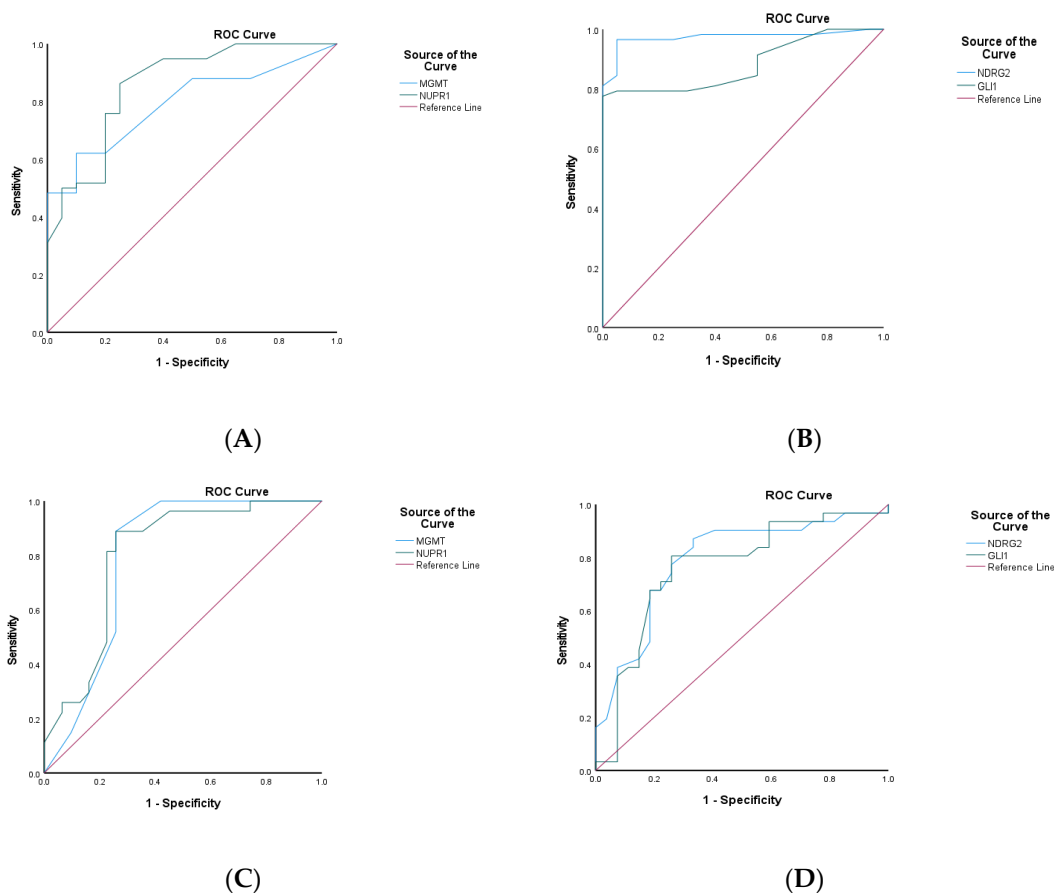 ROC Curve
Source of the
Curve
MGMT
NUPR1
Reference Line
Sensitivity
1.0
0.8
0.6
0.4
0.2
0.0
0.0 0.2 0.4 0.6 0.8 1.0
1 - Specificity
(A)
ROC Curve
Source of the
Curve
NDRG2
GLI1
Reference Line
Sensitivity
1.0
0.8
0.6
0.4
0.2
0.0
0.0 0.2 0.4 0.6 0.8 1.0
1 - Specificity
(B)
ROC Curve
Source of the
Curve
MGMT
NUPR1
Reference Line
Sensitivity
1.0
0.8
0.6
0.4
0.2
0.0
0.0 0.2 0.4 0.6 0.8 1.0
1 - Specificity
(C)
ROC Curve
Source of the
Curve
NDRG2
GLI1
Reference Line
Sensitivity
1.0
0.8
0.6
0.4
0.2
0.0
0.0 0.2 0.4 0.6 0.8 1.0
1 - Specificity
(D)